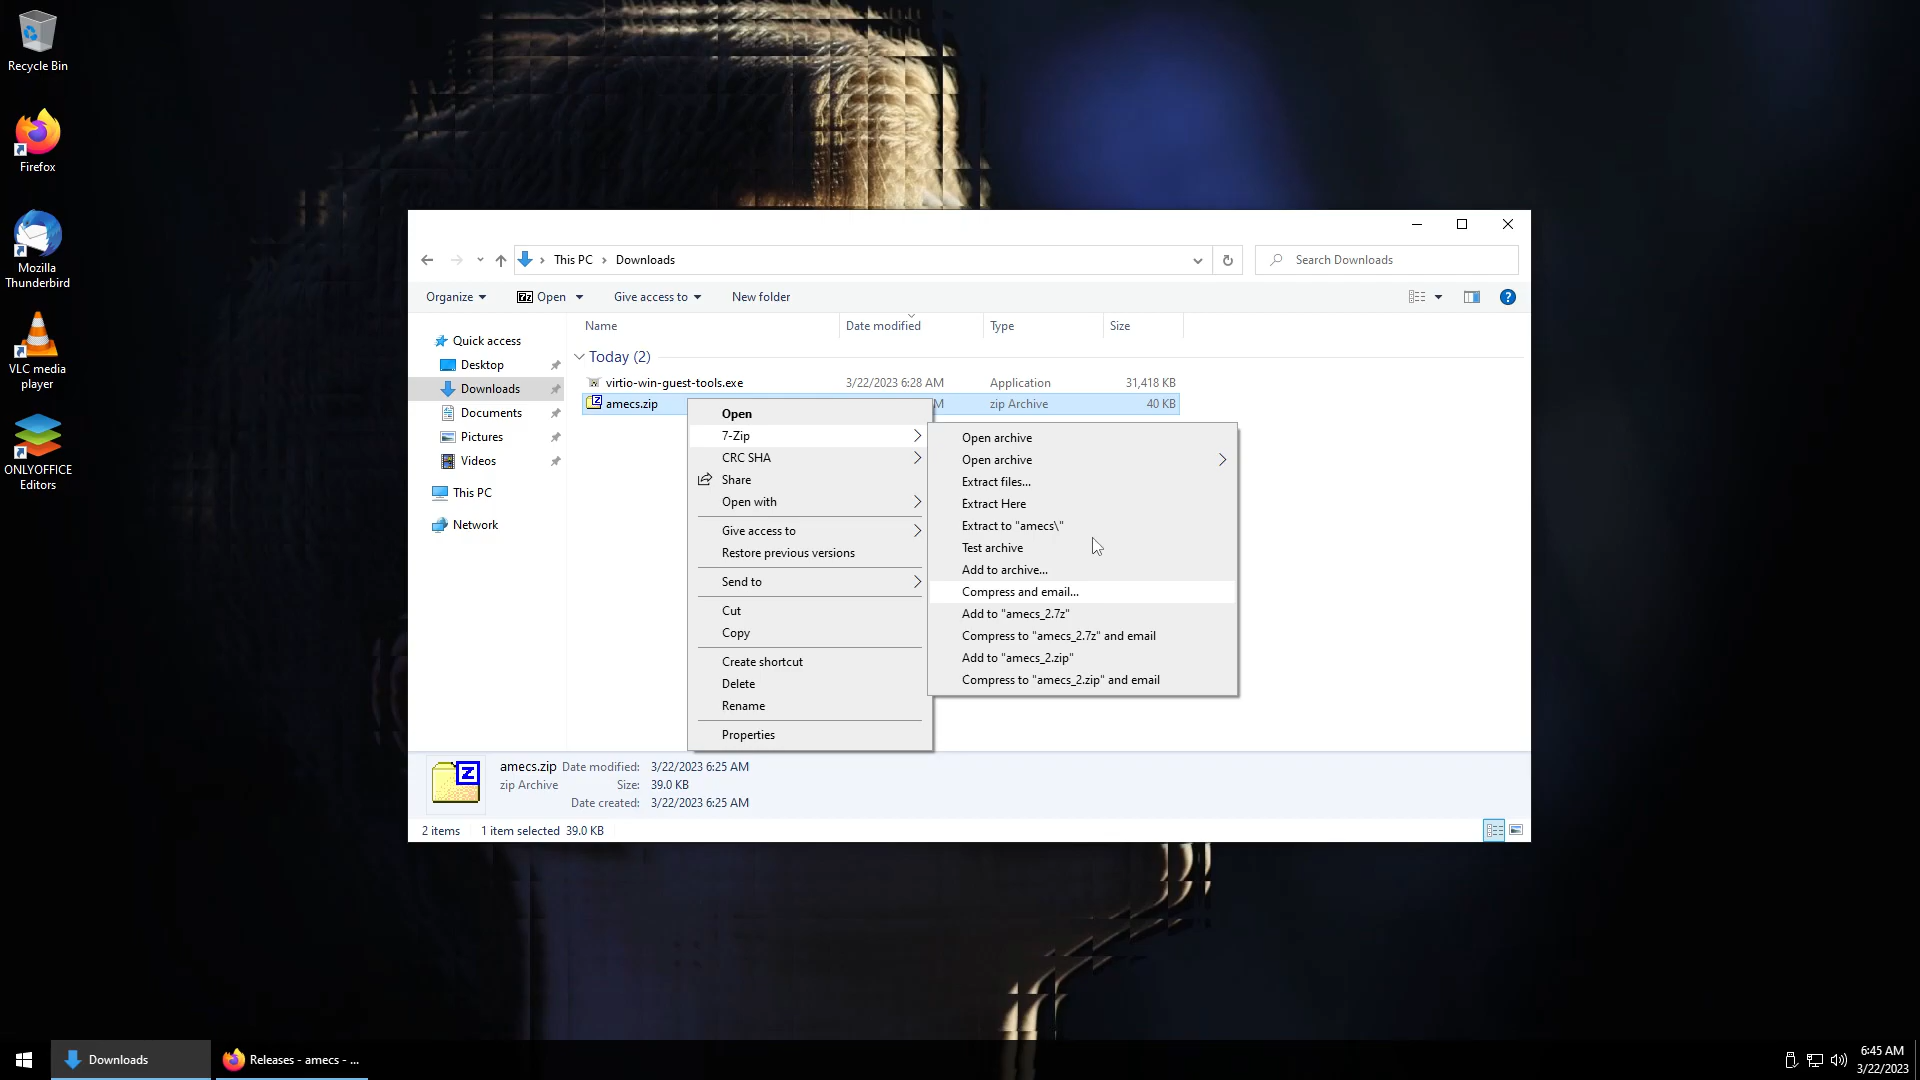 Recycle Bin
Firefox
Mozilla
Thunderbird
VLC media
player
ONLYOFFICE
Editors
This PC
Downloads
Search Downloads
Organize
Open
Give access to
New folder
Name
Date modified
Type
Size
Quick access
Desktop
Downloads
Documents
Pictures
Videos
This PC
Network
Today (2)
virtio-win-guest-tools.exe 3/22/2023 6:28 AM Application 31,418 KB
amecs.zip M zip Archive 40 KB
Open
7-Zip
CRC SHA
Share
Open with
Give access to
Restore previous versions
Send to
Cut
Copy
Create shortcut
Delete
Rename
Properties
Open archive
Open archive
Extract files...
Extract Here
Extract to "amecs\"
Test archive
Add to archive...
Compress and email...
Add to "amecs_2.7z"
Compress to "amecs_2.7z" and email
Add to "amecs_2.zip"
Compress to "amecs_2.zip" and email
amecs.zip Date modified: 3/22/2023 6:25 AM
zip Archive Size: 39.0 KB
Date created: 3/22/2023 6:25 AM
2 items 1 item selected 39.0 KB
Downloads
Releases - amecs - ...
6:45 AM
3/22/2023